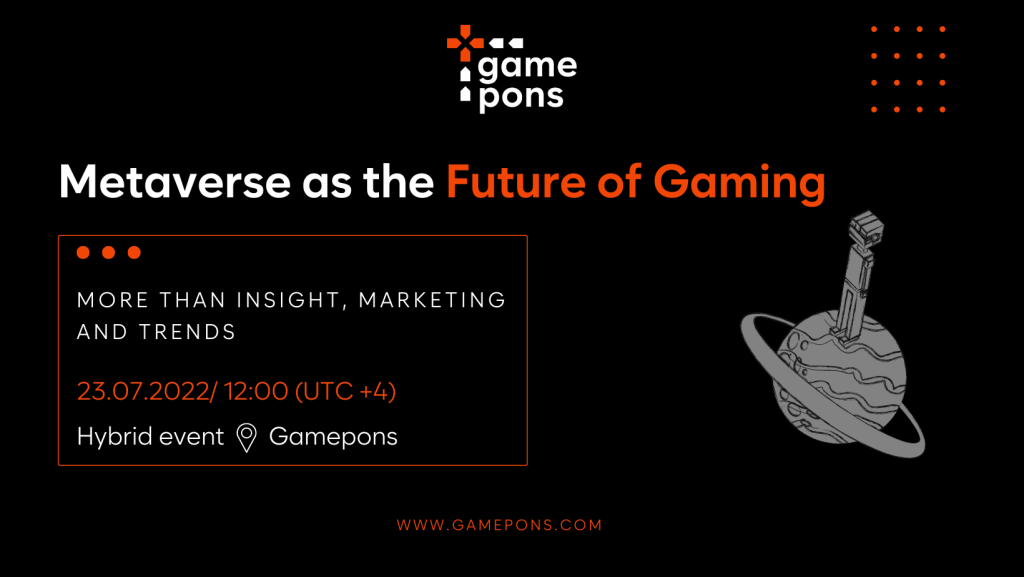 game
pons
Metaverse as the Future of Gaming
MORE THAN INSIGHT, MARKETING
AND TRENDS
23.07.2022/ 12:00 (UTC +4)
Hybrid event Gamepons
WWW.GAMEPONS.COM